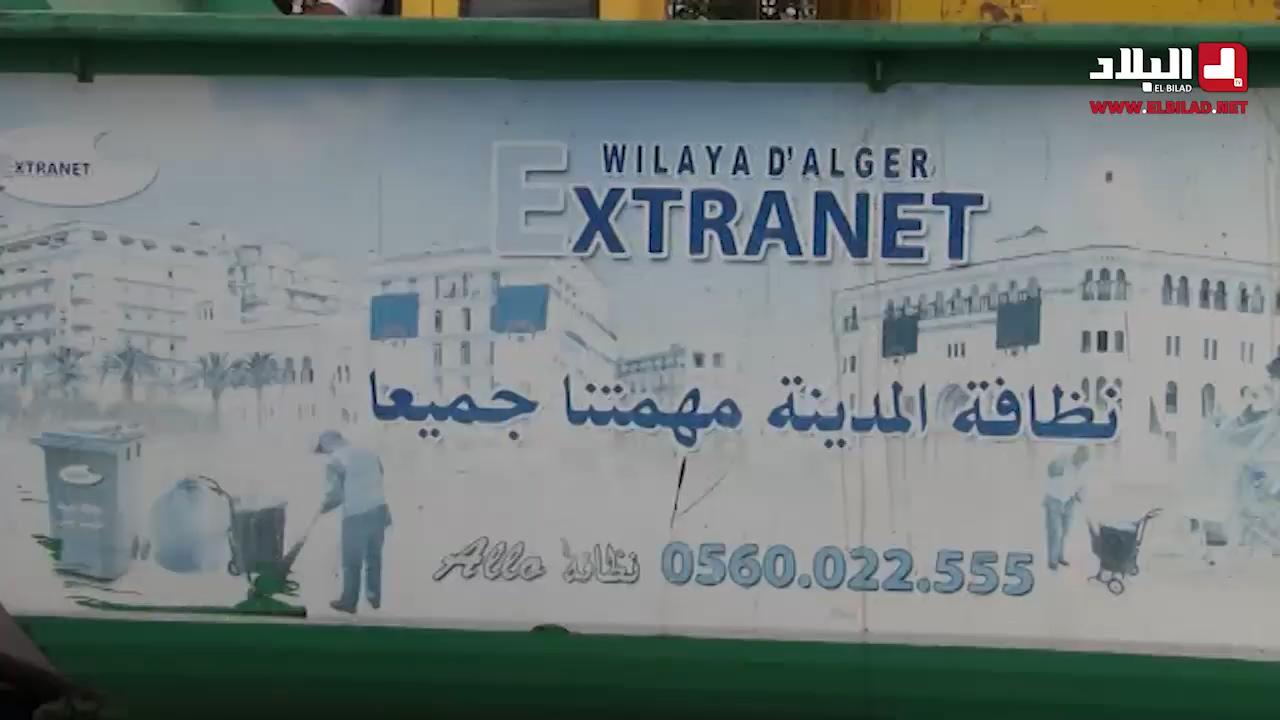 البلاد
EL BILAD
WWW.ELBILAD.NET
EXTRANET
WILAYA D'ALGER
EXTRANET
نظافة المدينة مهمتنا جميعا
Allo نظافة 0560.022.555